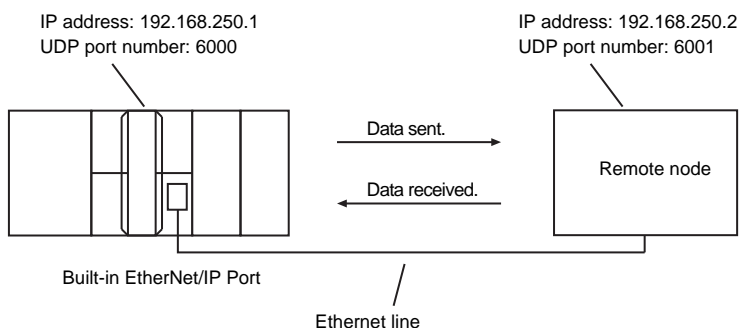 IP address: 192.168.250.1
UDP port number: 6000
IP address: 192.168.250.2
UDP port number: 6001
Data sent.
Remote node
Data received.
Built-in EtherNet/IP Port
Ethernet line